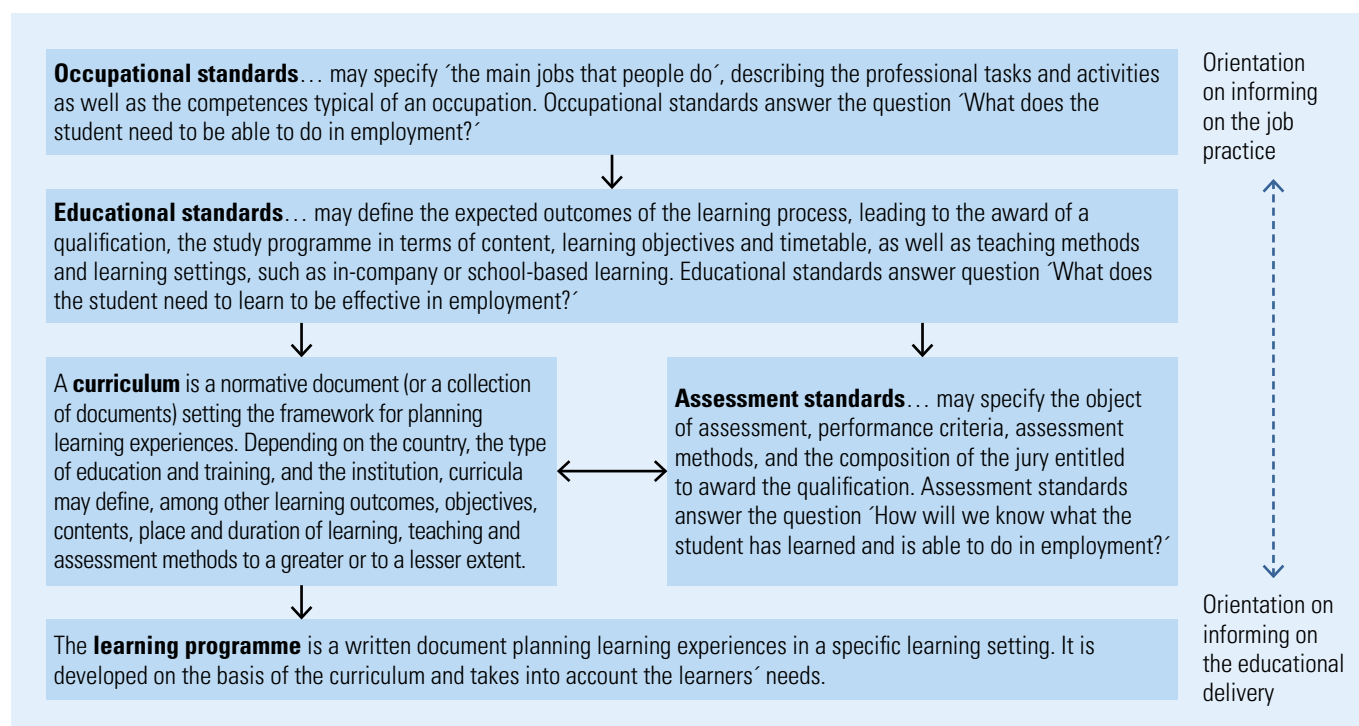 Occupational standards… may specify ´the main jobs that people do´, describing the professional tasks and activities
as well as the competences typical of an occupation. Occupational standards answer the question ´What does the
student need to be able to do in employment?´
Orientation
on informing
on the job
practice
Educational standards… may define the expected outcomes of the learning process, leading to the award of a
qualification, the study programme in terms of content, learning objectives and timetable, as well as teaching methods
and learning settings, such as in-company or school-based learning. Educational standards answer question ´What does
the student need to learn to be effective in employment?´
A curriculum is a normative document (or a collection
of documents) setting the framework for planning
learning experiences. Depending on the country, the type
of education and training, and the institution, curricula
may define, among other learning outcomes, objectives,
contents, place and duration of learning, teaching and
assessment methods to a greater or to a lesser extent.
Assessment standards… may specify the object
of assessment, performance criteria, assessment
methods, and the composition of the jury entitled
to award the qualification. Assessment standards
answer the question ´How will we know what the
student has learned and is able to do in employment?´
The learning programme is a written document planning learning experiences in a specific learning setting. It is
developed on the basis of the curriculum and takes into account the learners´ needs.
Orientation on
informing on
the educational
delivery